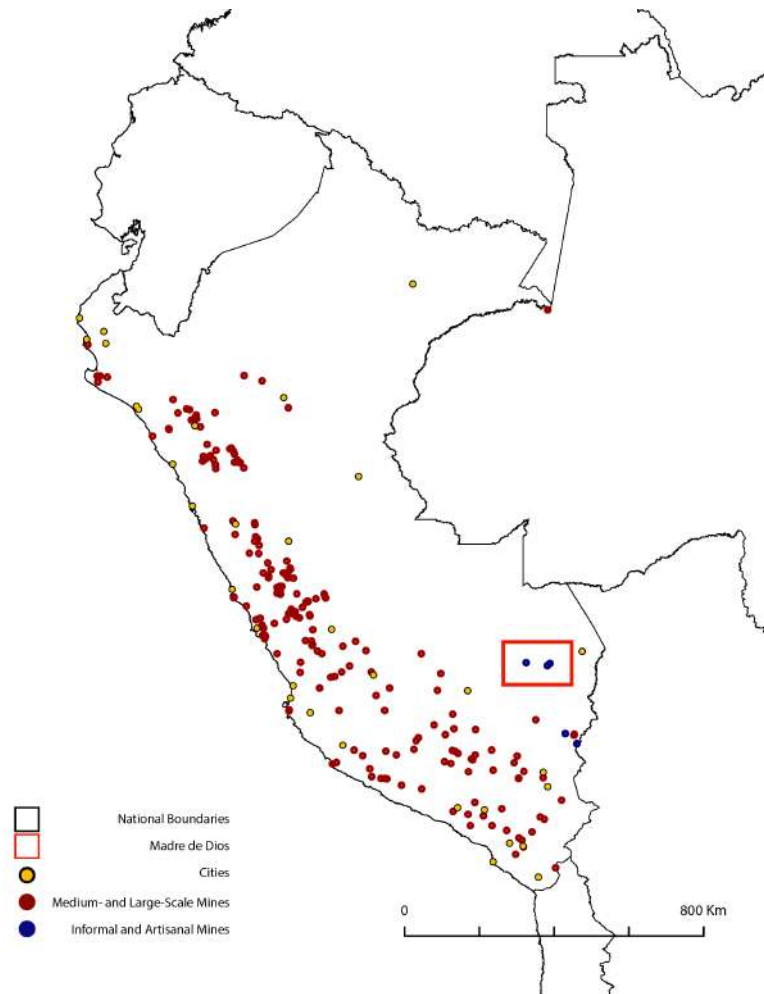 National Boundaries
Madre de Dios
Cities
Medium- and Large-Scale Mines
Informal and Artisanal Mines
0 800 Km